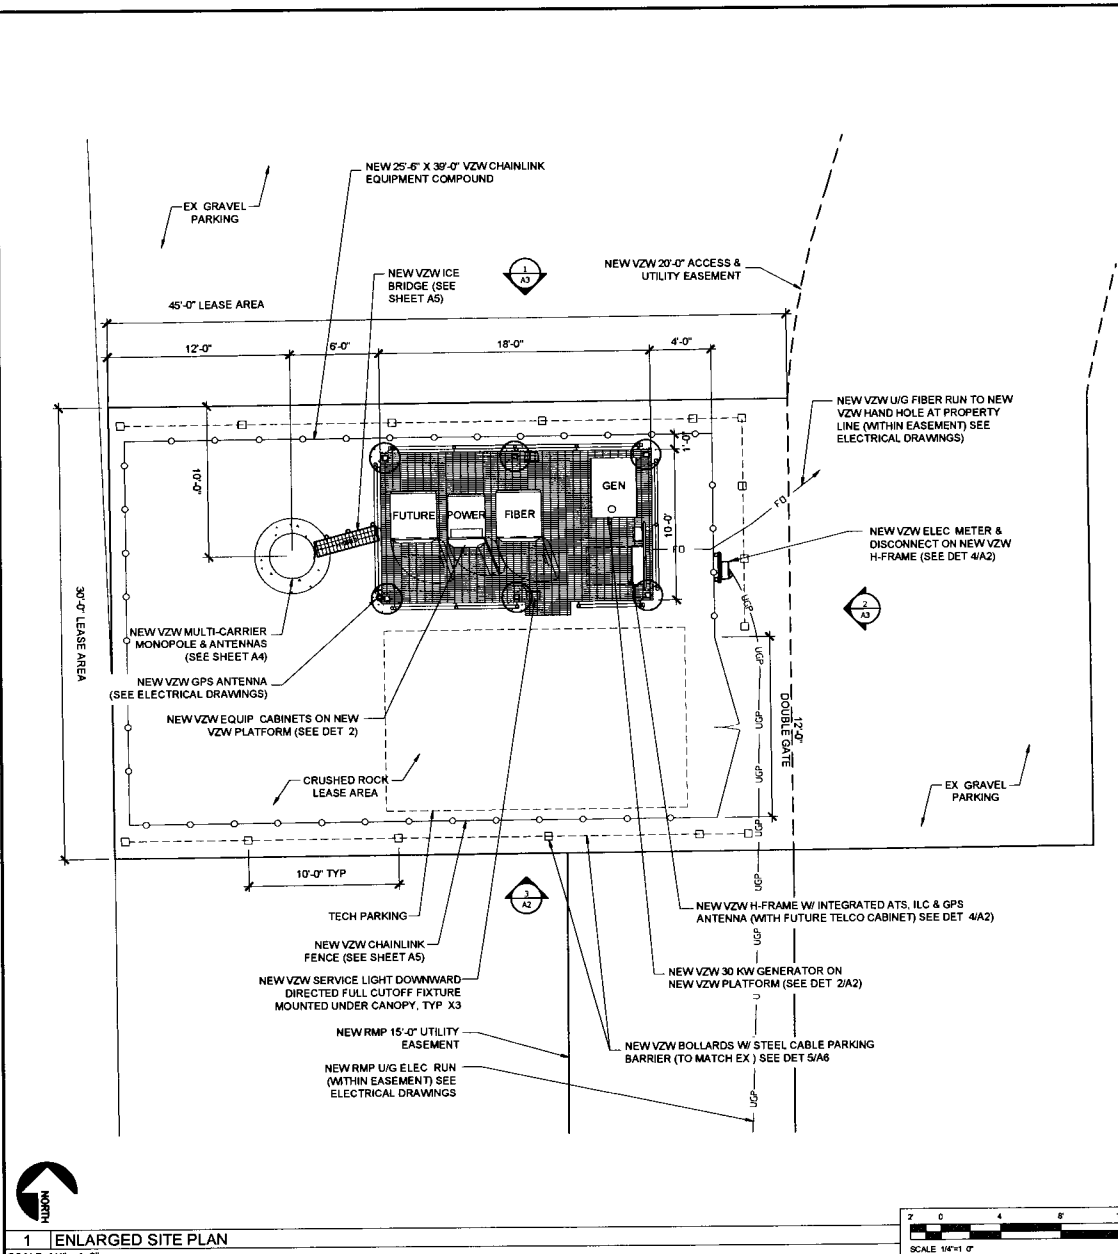 NEW 25'-6" X 39'-0" VZW CHAINLINK
EQUIPMENT COMPOUND
EX GRAVEL
PARKING
NEW VZW ICE
BRIDGE (SEE
SHEET A5)
1
A3
NEW VZW 20'-0" ACCESS &
UTILITY EASEMENT
45'-0" LEASE AREA
12'-0"
6'-0"
18'-0"
4'-0"
NEW VZW U/G FIBER RUN TO NEW
VZW HAND HOLE AT PROPERTY
LINE (WITHIN EASEMENT) SEE
ELECTRICAL DRAWINGS)
1'-0"
10'-0"
GEN
FUTURE
POWER
FIBER
10'-0"
FO
FO
NEW VZW ELEC METER &
DISCONNECT ON NEW VZW
H-FRAME (SEE DET 4/A2)
2
A3
30'-0" LEASE AREA
UGP
NEW VZW MULTI-CARRIER
MONOPOLE & ANTENNAS
(SEE SHEET A4)
UGP
NEW VZW GPS ANTENNA
(SEE ELECTRICAL DRAWINGS)
NEW VZW EQUIP CABINETS ON NEW
VZW PLATFORM (SEE DET 2)
UGP
12'-0"
DOUBLE GATE
UGP
CRUSHED ROCK
LEASE AREA
EX GRAVEL
PARKING
UGP
10'-0" TYP
UGP
3
A2
TECH PARKING
NEW VZW H-FRAME W/ INTEGRATED ATS, ILC & GPS
ANTENNA (WITH FUTURE TELCO CABINET) SEE DET 4/A2)
UGP
NEW VZW CHAINLINK
FENCE (SEE SHEET A5)
NEW VZW SERVICE LIGHT DOWNWARD
DIRECTED FULL CUTOFF FIXTURE
MOUNTED UNDER CANOPY, TYP X3
NEW VZW 30 KW GENERATOR ON
NEW VZW PLATFORM (SEE DET 2/A2)
NEW RMP 15'-0" UTILITY
EASEMENT
NEW VZW BOLLARDS W/ STEEL CABLE PARKING
BARRIER (TO MATCH EX ) SEE DET 5/A6
NEW RMP U/G ELEC RUN
(WITHIN EASEMENT) SEE
ELECTRICAL DRAWINGS
UGP
NORTH
1 ENLARGED SITE PLAN
2' 0 4 8'
SCALE 1/4"=1 0"